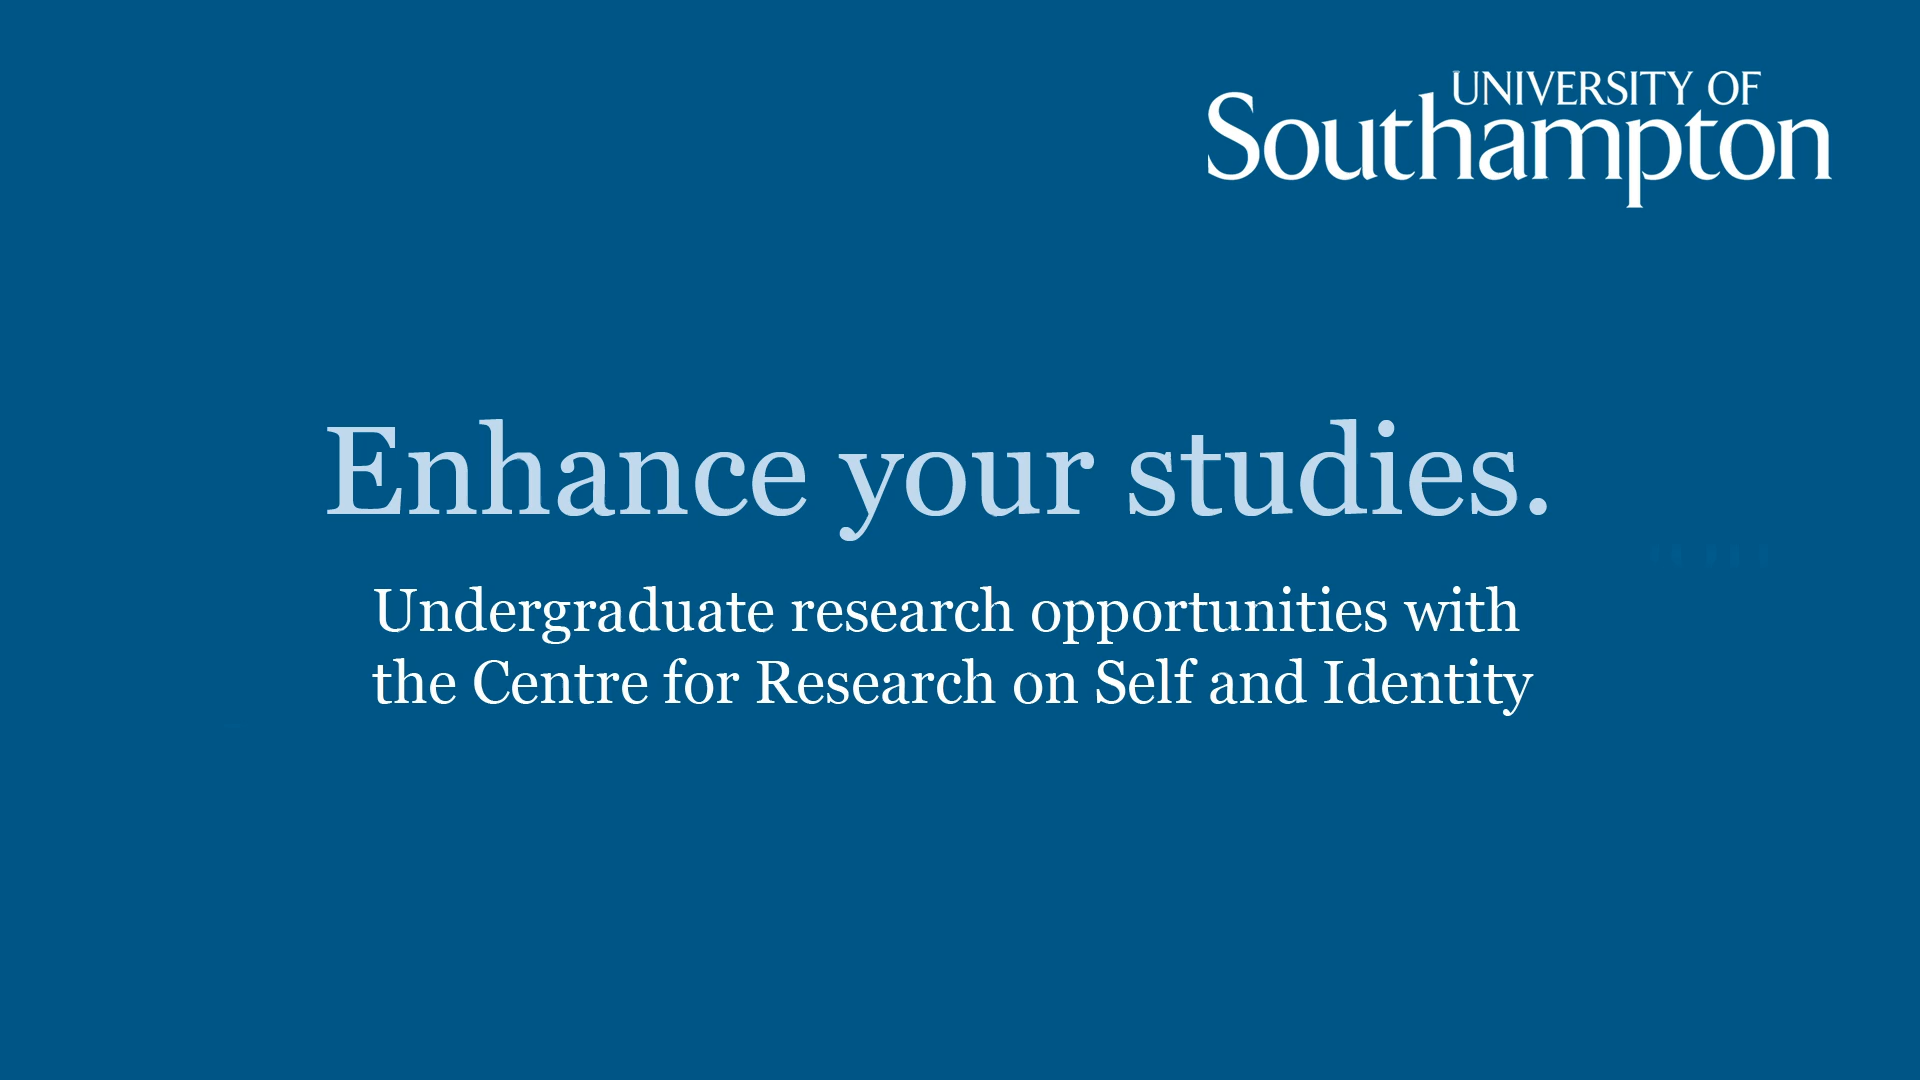 UNIVERSITY OF
Southampton
Enhance your studies.
Undergraduate research opportunities with
the Centre for Research on Self and Identity